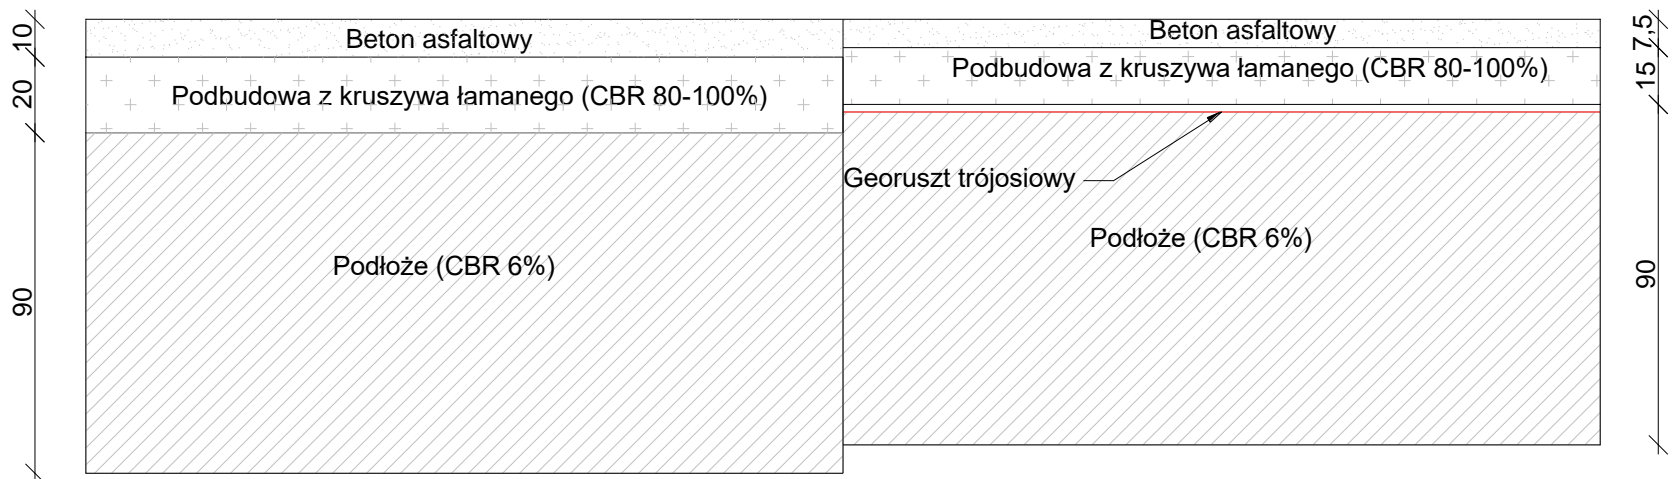 10
Beton asfaltowy
20
Podbudowa z kruszywa łamanego (CBR 80-100%)
90
Podłoże (CBR 6%)
Beton asfaltowy
7,5
Podbudowa z kruszywa łamanego (CBR 80-100%)
15
Georuszt trójosiowy
Podłoże (CBR 6%)
90